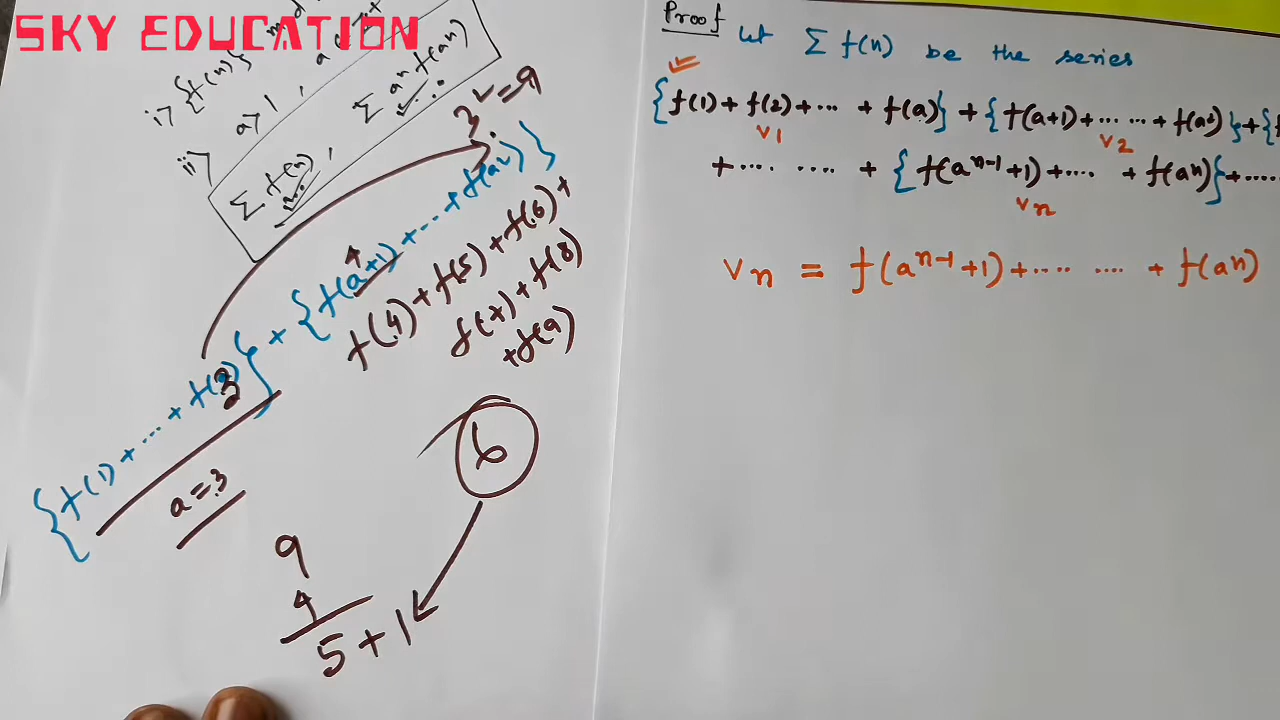 SKY EDUCATION
i> {f(n)}
ii> a>1, a
Σ f(n), Σ aⁿ f(aⁿ)
3² = 9
{f(1) + ... + f(3)} + {f(a+1) + ... + f(a²)}
4
f(4) + f(5) + f(6) +
f(7) + f(8)
+ f(9)
a = 3
6
9
4
5 + 1
Proof Let Σ f(n) be the series
{f(1) + f(2) + ... + f(a)} + {f(a+1) + ... ... + f(a²)} + {f
v1 v2
+ .... .... + {f(aⁿ⁻¹+1) + .... + f(aⁿ)} + ....
vn
vn = f(aⁿ⁻¹+1) + .... .... + f(aⁿ)